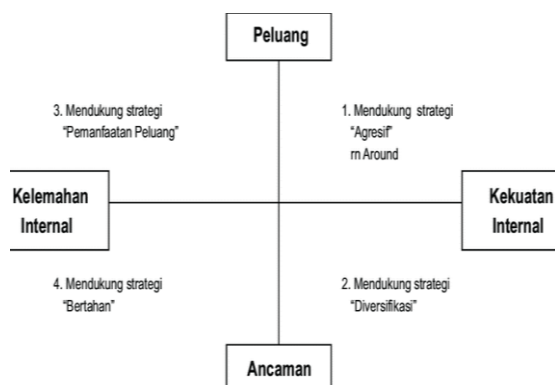 Peluang
3. Mendukung strategi
"Pemanfaatan Peluang"
1. Mendukung strategi
"Agresif"
rn Around
Kelemahan
Internal
Kekuatan
Internal
4. Mendukung strategi
"Bertahan"
2. Mendukung strategi
"Diversifikasi"
Ancaman